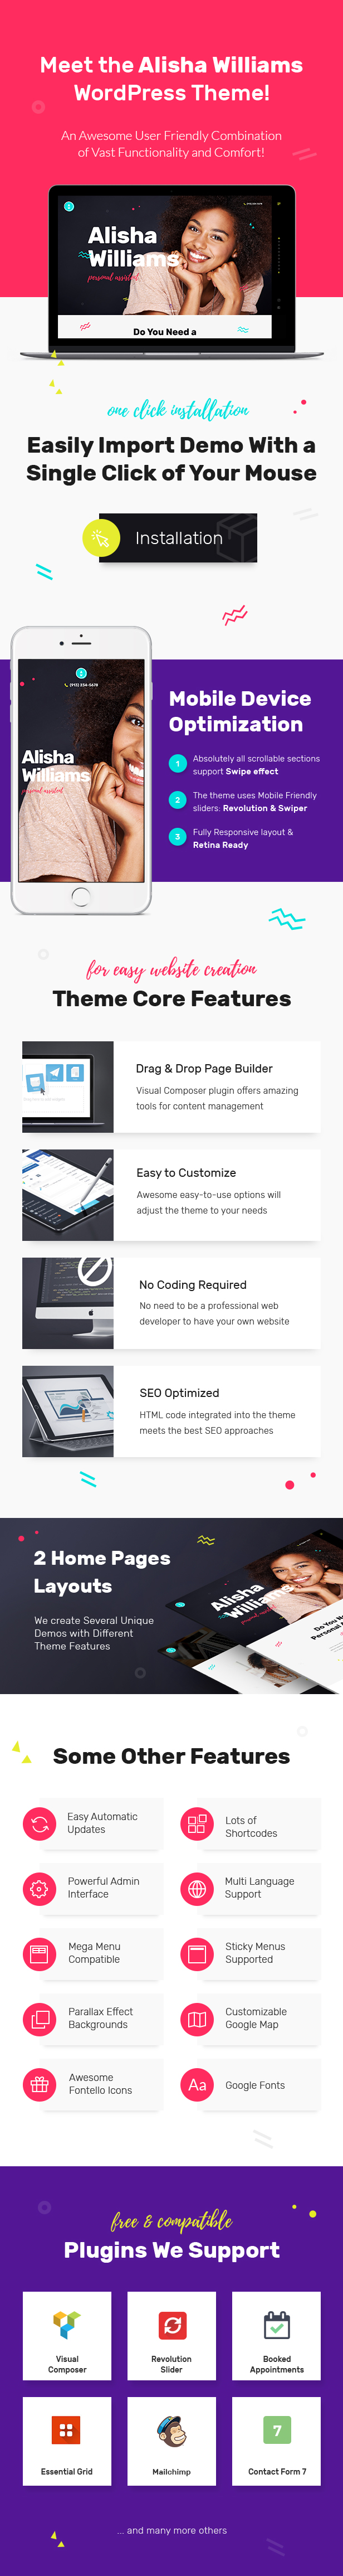 Meet the Alisha Williams
WordPress Theme!
An Awesome User Friendly Combination
of Vast Functionality and Comfort!
Alisha
Williams
personal assistant
Do You Need a
one click installation
Easily Import Demo With a
Single Click of Your Mouse
Installation
(913) 234-5678
Alisha
Williams
personal assistant
Mobile Device
Optimization
1
Absolutely all scrollable sections
support Swipe effect
2
The theme uses Mobile Friendly
sliders: Revolution & Swiper
3
Fully Responsive layout &
Retina Ready
for easy website creation
Theme Core Features
Drag & Drop Page Builder
Visual Composer plugin offers amazing
tools for content management
Easy to Customize
Awesome easy-to-use options will
adjust the theme to your needs
No Coding Required
No need to be a professional web
developer to have your own website
SEO Optimized
HTML code integrated into the theme
meets the best SEO approaches
2 Home Pages
Layouts
We create Several Unique
Demos with Different
Theme Features
Alisha
Williams
Some Other Features
Easy Automatic
Updates
Lots of
Shortcodes
Powerful Admin
Interface
Multi Language
Support
Mega Menu
Compatible
Sticky Menus
Supported
Parallax Effect
Backgrounds
Customizable
Google Map
Awesome
Fontello Icons
Aa
Google Fonts
free & compatible
Plugins We Support
Visual
Composer
Revolution
Slider
Booked
Appointments
Essential Grid
Mailchimp
7
Contact Form 7
... and many more others